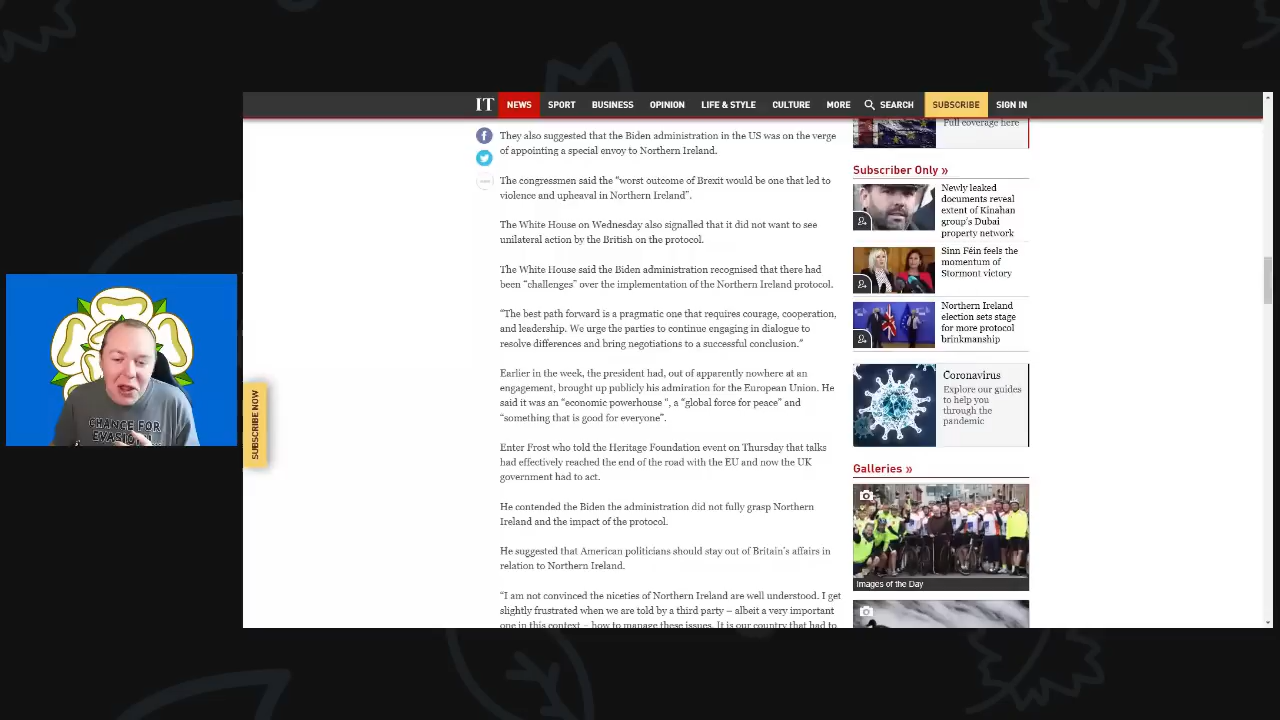 IT NEWS SPORT BUSINESS OPINION LIFE & STYLE CULTURE MORE SEARCH SUBSCRIBE SIGN IN
They also suggested that the Biden administration in the US was on the verge
of appointing a special envoy to Northern Ireland.
The congressmen said the “worst outcome of Brexit would be one that led to
violence and upheaval in Northern Ireland”.
The White House on Wednesday also signalled that it did not want to see
unilateral action by the British on the protocol.
The White House said the Biden administration recognised that there had
been “challenges” over the implementation of the Northern Ireland protocol.
“The best path forward is a pragmatic one that requires courage, cooperation,
and leadership. We urge the parties to continue engaging in dialogue to
resolve differences and bring negotiations to a successful conclusion.”
Earlier in the week, the president had, out of apparently nowhere at an
engagement, brought up publicly his admiration for the European Union. He
said it was an “economic powerhouse “, a “global force for peace” and
“something that is good for everyone”.
Enter Frost who told the Heritage Foundation event on Thursday that talks
had effectively reached the end of the road with the EU and now the UK
government had to act.
He contended the Biden the administration did not fully grasp Northern
Ireland and the impact of the protocol.
He suggested that American politicians should stay out of Britain’s affairs in
relation to Northern Ireland.
“I am not convinced the niceties of Northern Ireland are well understood. I get
slightly frustrated when we are told by a third party – albeit a very important
one in this context – how to manage these issues. It is our country that had to
Full coverage here
Subscriber Only »
Newly leaked
documents reveal
extent of Kinahan
group’s Dubai
property network
Sinn Féin feels the
momentum of
Stormont victory
Northern Ireland
election sets stage
for more protocol
brinkmanship
Coronavirus
Explore our guides
to help you
through the
pandemic
Galleries »
Images of the Day
SUBSCRIBE NOW
CHANCE FOR